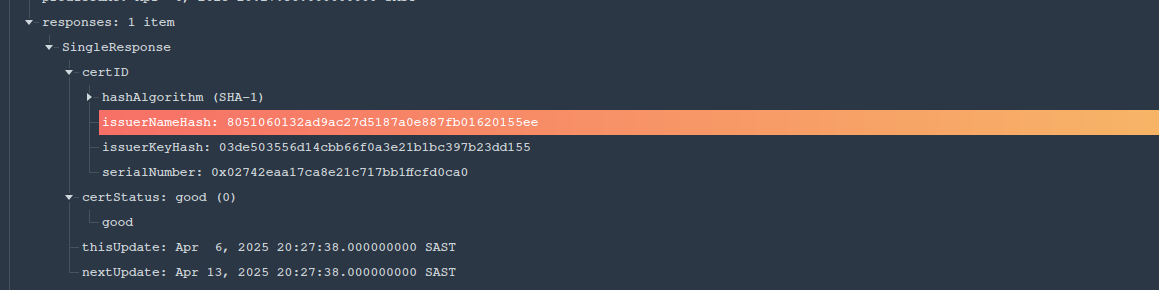 responses: 1 item
SingleResponse
certID
hashAlgorithm (SHA-1)
issuerNameHash: 8051060132ad9ac27d5187a0e887fb01620155ee
issuerKeyHash: 03de503556d14cbb66f0a3e21b1bc397b23dd155
serialNumber: 0x02742eaa17ca8e21c717bb1ffcfd0ca0
certStatus: good (0)
good
thisUpdate: Apr  6, 2025 20:27:38.000000000 SAST
nextUpdate: Apr 13, 2025 20:27:38.000000000 SAST